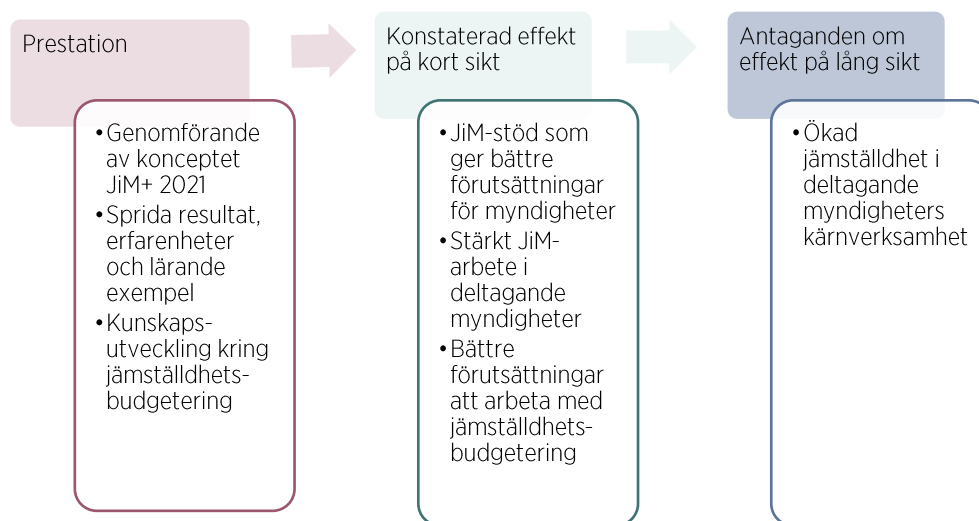 Prestation
• Genomförande
av konceptet
JiM+ 2021
• Sprida resultat,
erfarenheter
och lärande
exempel
• Kunskaps-
utveckling kring
jämställdhets-
budgetering
Konstaterad effekt
på kort sikt
• JiM-stöd som
ger bättre
förutsättningar
för myndigheter
• Stärkt JiM-
arbete i
deltagande
myndigheter
• Bättre
förutsättningar
att arbeta med
jämställdhets-
budgetering
Antaganden om
effekt på lång sikt
• Ökad
jämställdhet i
deltagande
myndigheters
kärnverksamhet